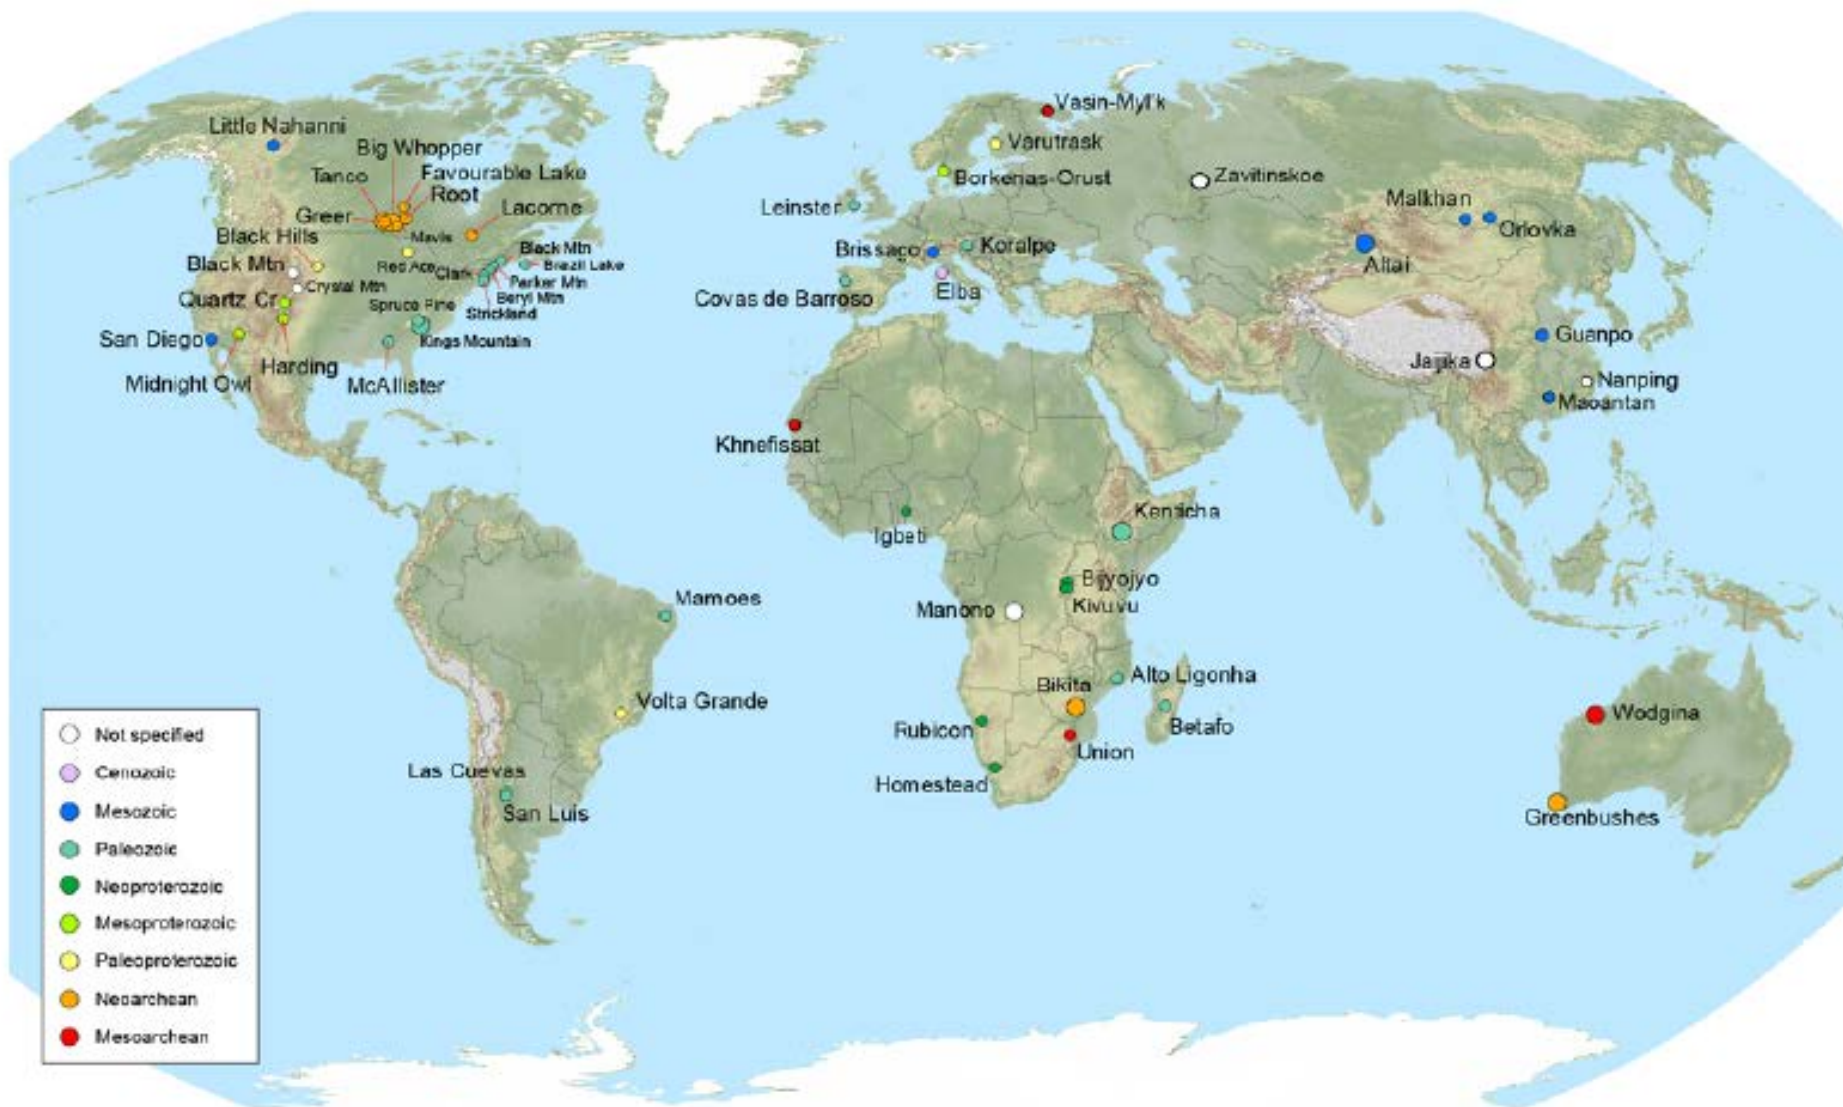 Little Nahanni
Big Whopper
Tanco
Favourable Lake
Root
Greer
Lacorne
Mavis
Black Hills
Red Ace
Black Mtn
Crystal Mtn
Clark
Black Mtn
Brazil Lake
Parker Mtn
Beryl Mtn
Strickland
Quartz Cr
Spruce Pine
San Diego
Kings Mountain
Harding
Midnight Owl
McAllister
Vasin-Myl'k
Varutrask
Borkenas-Orust
Zavitinskoe
Leinster
Malkhan
Orlovka
Brissago
Koralpe
Altai
Covas de Barroso
Elba
Guanpo
Jajika
Nanping
Maoantan
Khnefissat
Igbeti
Kenticha
Bijyojyo
Kivuvu
Manono
Mamoes
Alto Ligonha
Bikita
Volta Grande
Rubicon
Betafo
Union
Wodgina
Homestead
Las Cuevas
San Luis
Greenbushes
Not specified
Cenozoic
Mesozoic
Paleozoic
Neoproterozoic
Mesoproterozoic
Paleoproterozoic
Neoarchean
Mesoarchean